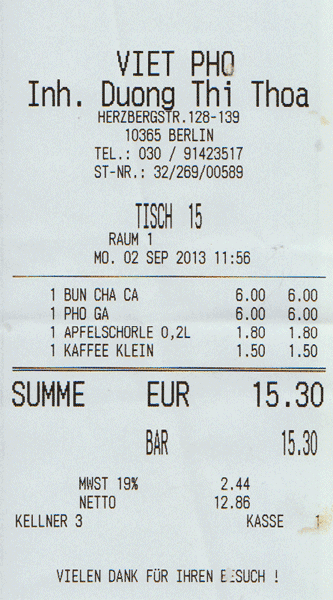 VIET PHO
Inh. Duong Thi Thoa
HERZBERGSTR.128-139
10365 BERLIN
TEL.: 030 / 91423517
ST-NR.: 32/269/00589
TISCH 15
RAUM 1
MO. 02 SEP 2013 11:56
1 BUN CHA CA 6.00 6.00
1 PHO GA 6.00 6.00
1 APFELSCHORLE 0,2L 1.80 1.80
1 KAFFEE KLEIN 1.50 1.50
SUMME EUR 15.30
BAR 15.30
MWST 19% 2.44
NETTO 12.86
KELLNER 3 KASSE 1
VIELEN DANK FÜR IHREN BESUCH !